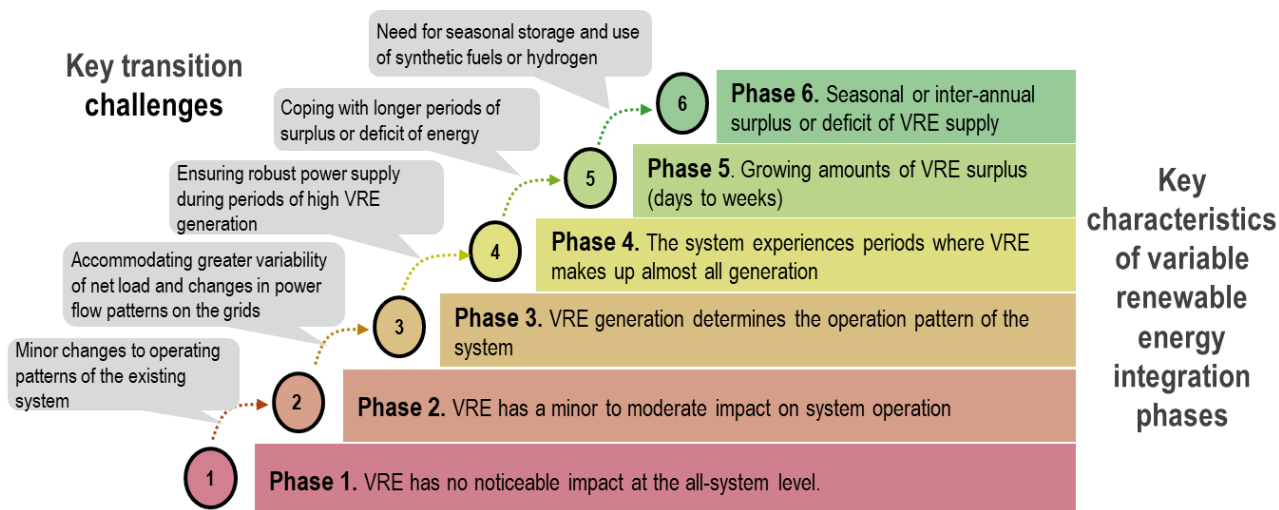 Key transition
challenges
Need for seasonal storage and use
of synthetic fuels or hydrogen
Coping with longer periods of
surplus or deficit of energy
Ensuring robust power supply
during periods of high VRE
generation
Accommodating greater variability
of net load and changes in power
flow patterns on the grids
Minor changes to operating
patterns of the existing
system
6
Phase 6. Seasonal or inter-annual
surplus or deficit of VRE supply
5
Phase 5. Growing amounts of VRE surplus
(days to weeks)
4
Phase 4. The system experiences periods where VRE
makes up almost all generation
3
Phase 3. VRE generation determines the operation pattern of the
system
2
Phase 2. VRE has a minor to moderate impact on system operation
1
Phase 1. VRE has no noticeable impact at the all-system level.
Key
characteristics
of variable
renewable
energy
integration
phases